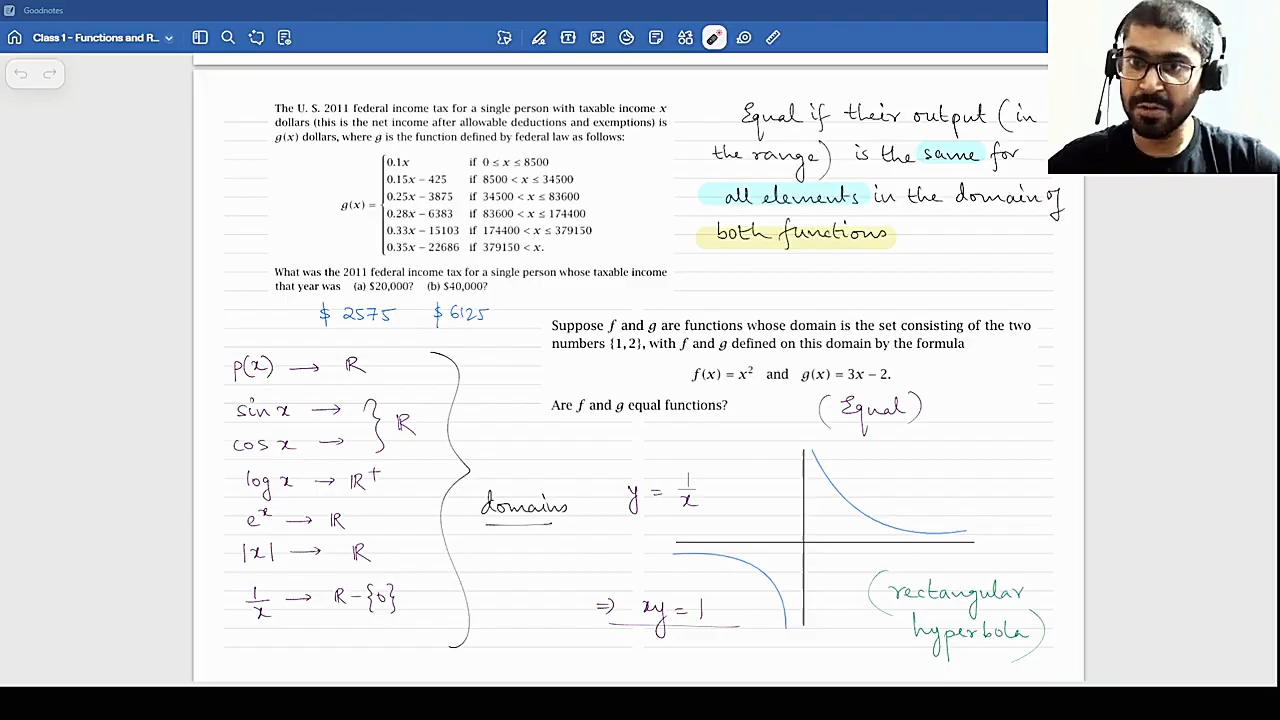 Goodnotes
Class 1 - Functions and R...
The U. S. 2011 federal income tax for a single person with taxable income x
dollars (this is the net income after allowable deductions and exemptions) is
g(x) dollars, where g is the function defined by federal law as follows:
g(x) =
0.1x if 0 ≤ x ≤ 8500
0.15x − 425 if 8500 < x ≤ 34500
0.25x − 3875 if 34500 < x ≤ 83600
0.28x − 6383 if 83600 < x ≤ 174400
0.33x − 15103 if 174400 < x ≤ 379150
0.35x − 22686 if 379150 < x.
What was the 2011 federal income tax for a single person whose taxable income
that year was (a) $20,000? (b) $40,000?
$ 2575 $ 6125
Equal if their output (in
the range) is the same for
all elements in the domain of
both functions
Suppose f and g are functions whose domain is the set consisting of the two
numbers {1, 2}, with f and g defined on this domain by the formula
f(x) = x² and g(x) = 3x − 2.
Are f and g equal functions?
(Equal)
p(x) → ℝ
sin x →
cos x →
} ℝ
log x → ℝ⁺
eˣ → ℝ
|x| → ℝ
1/x → R − {0}
domains
y = 1/x
⇒ xy = 1
(rectangular
hyperbola)